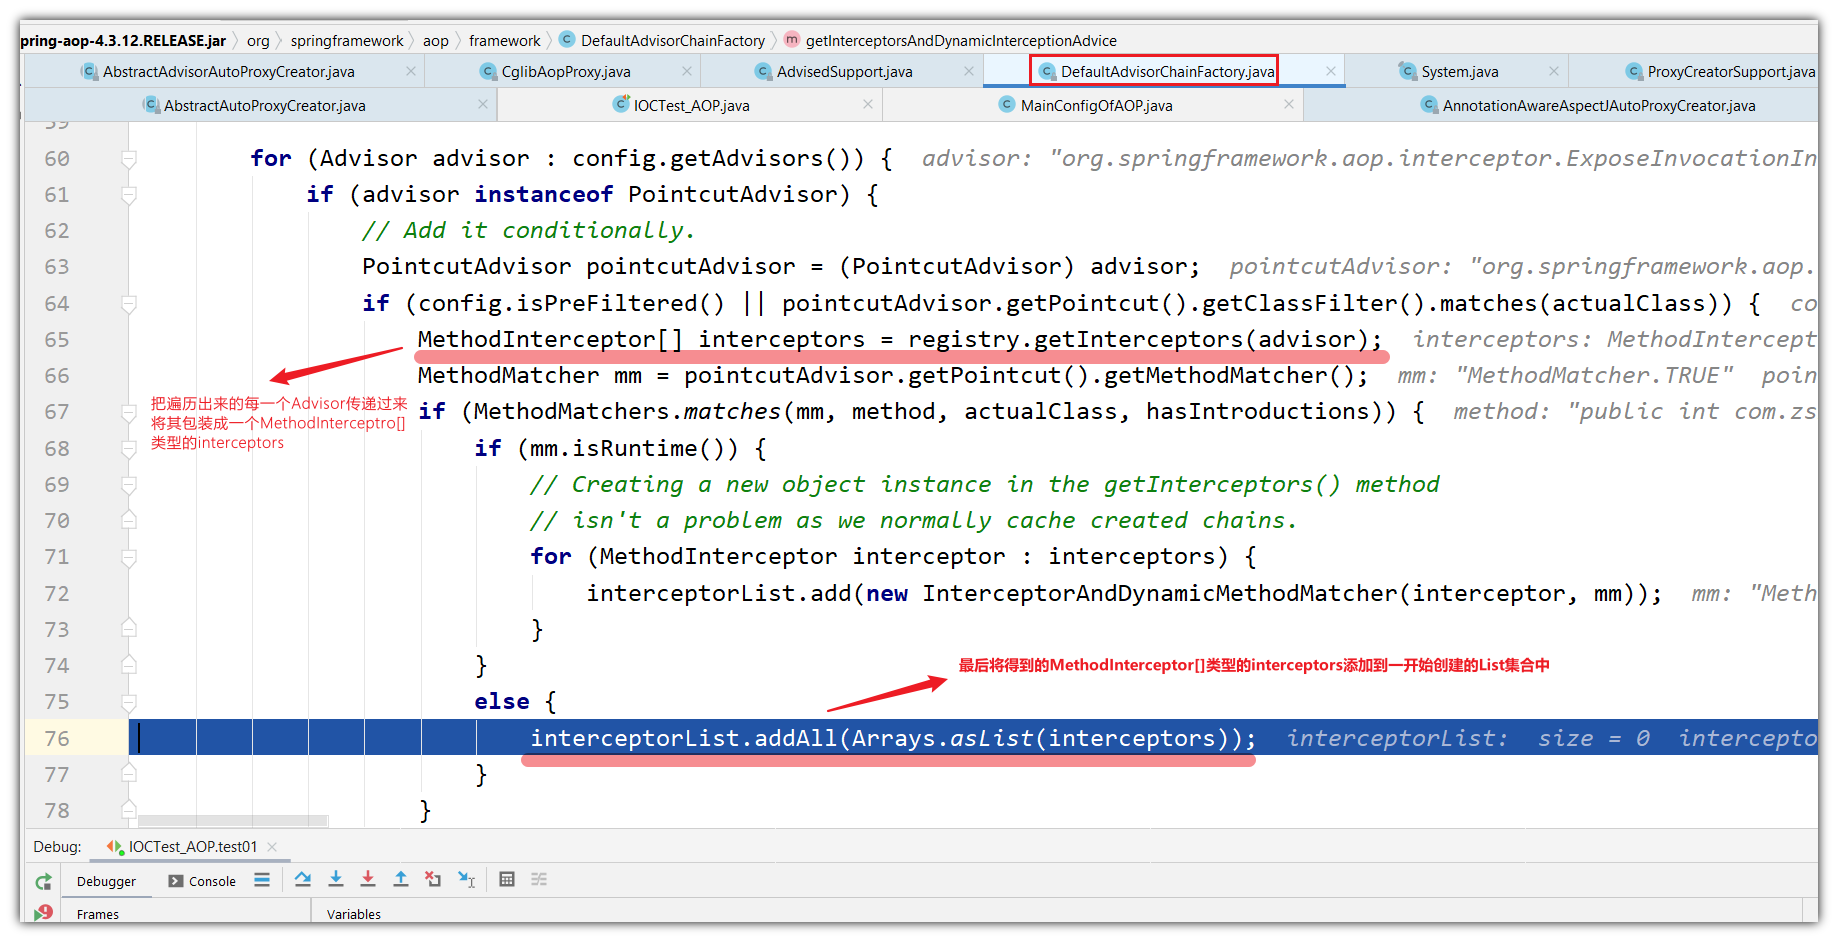 pring-aop-4.3.12.RELEASE.jar org springframework aop framework DefaultAdvisorChainFactory getInterceptorsAndDynamicInterceptionAdvice
AbstractAdvisorAutoProxyCreator.java CglibAopProxy.java AdvisedSupport.java DefaultAdvisorChainFactory.java System.java ProxyCreatorSupport.java
AbstractAutoProxyCreator.java IOCTest_AOP.java MainConfigOfAOP.java AnnotationAwareAspectJAutoProxyCreator.java
59
60 for (Advisor advisor : config.getAdvisors()) { advisor: "org.springframework.aop.interceptor.ExposeInvocationIn
61 if (advisor instanceof PointcutAdvisor) {
62 // Add it conditionally.
63 PointcutAdvisor pointcutAdvisor = (PointcutAdvisor) advisor; pointcutAdvisor: "org.springframework.aop.
64 if (config.isPreFiltered() || pointcutAdvisor.getPointcut().getClassFilter().matches(actualClass)) { co
65 MethodInterceptor[] interceptors = registry.getInterceptors(advisor); interceptors: MethodIntercept
66 MethodMatcher mm = pointcutAdvisor.getPointcut().getMethodMatcher(); mm: "MethodMatcher.TRUE" poin
把遍历出来的每一个Advisor传递过来
将其包装成一个MethodInterceptro[]
类型的interceptors
67 if (MethodMatchers.matches(mm, method, actualClass, hasIntroductions)) { method: "public int com.zs
68 if (mm.isRuntime()) {
69 // Creating a new object instance in the getInterceptors() method
70 // isn't a problem as we normally cache created chains.
71 for (MethodInterceptor interceptor : interceptors) {
72 interceptorList.add(new InterceptorAndDynamicMethodMatcher(interceptor, mm)); mm: "Meth
73 }
74 }
最后将得到的MethodInterceptor[]类型的interceptors添加到一开始创建的List集合中
75 else {
76 interceptorList.addAll(Arrays.asList(interceptors)); interceptorList: size = 0 intercepto
77 }
78 }
Debug: IOCTest_AOP.test01
Debugger Console
Frames Variables